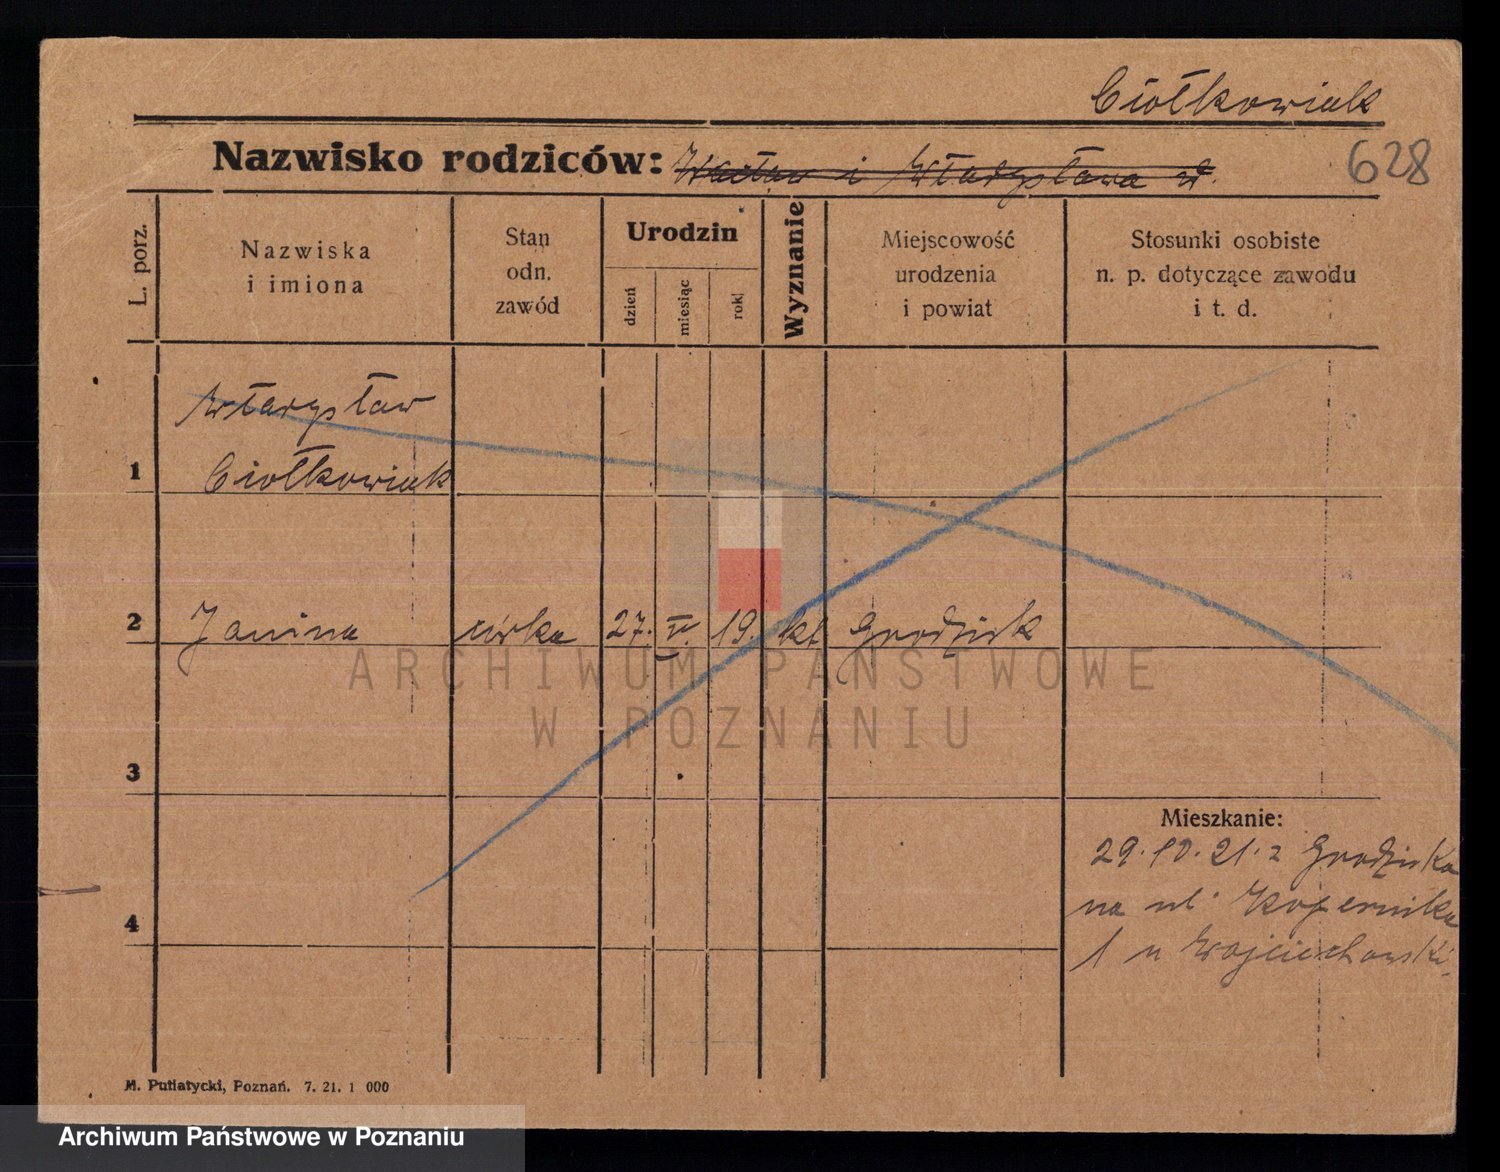 Ciołkowiak
Nazwisko rodziców: Wacław i Władysława
628
L. porz.
Nazwiska
i imiona
Stan
odn.
zawód
Urodzin
dzień
miesiąc
rok
Wyznanie
Miejscowość
urodzenia
i powiat
Stosunki osobiste
n. p. dotyczące zawodu
i t. d.
Władysław
1 Ciołkowiak
2 Janina córka 27. 19. kt Grodzisk
ARCHIWUM PAŃSTWOWE
W POZNANIU
3
Mieszkanie:
29.10.21. z Grodziska
na ul. Kopernika
4
1 u Wojciechowski
M. Putiatycki, Poznań. 7. 21. 1 000
Archiwum Państwowe w Poznaniu